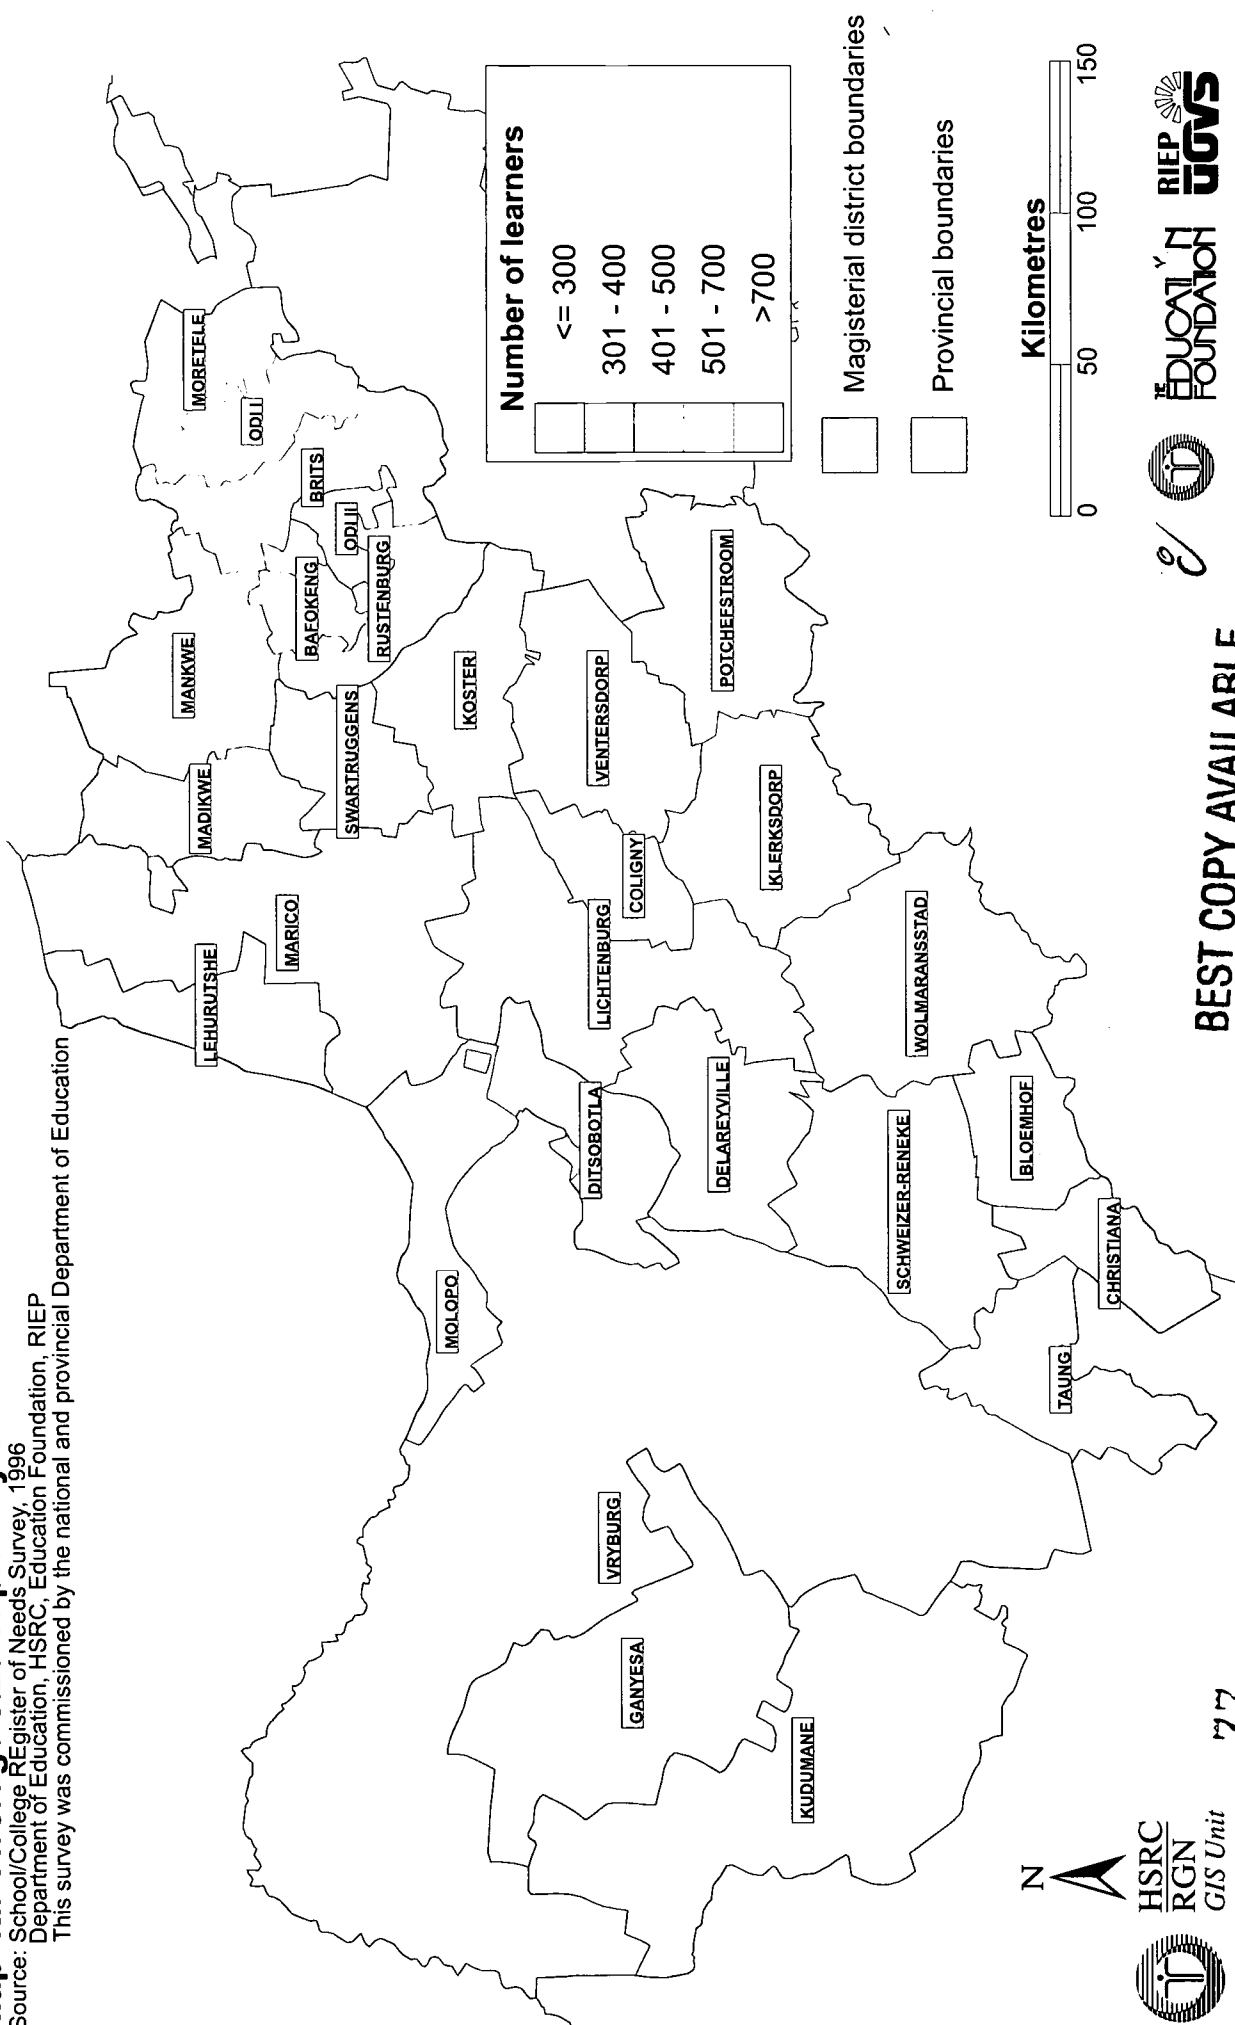 Source: School/College REgister of Needs Survey, 1996
Department of Education, HSRC, Education Foundation, RIEP
This survey was commissioned by the national and provincial Department of Education
LEHURUTSHE
MARICO
MADIKWE
MANKWE
SWARTRUGGENS
BAFOKENG
RUSTENBURG
ODI II
BRITS
ODI I
MORETELE
KOSTER
VENTERSDORP
POTCHEFSTROOM
KLERKSDORP
COLIGNY
LICHTENBURG
WOLMARANSSTAD
DITSOBOTLA
DELAREYVILLE
MOLOPO
SCHWEIZER-RENEKE
BLOEMHOF
CHRISTIANA
TAUNG
VRYBURG
GANYESA
KUDUMANE
Number of learners
<= 300
301 - 400
401 - 500
501 - 700
>700
Magisterial district boundaries
Provincial boundaries
Kilometres
0 50 100 150
N
HSRC
RGN
GIS Unit
77
BEST COPY AVAILABLE
THE
EDUCATION
FOUNDATION
RIEP
UOVS